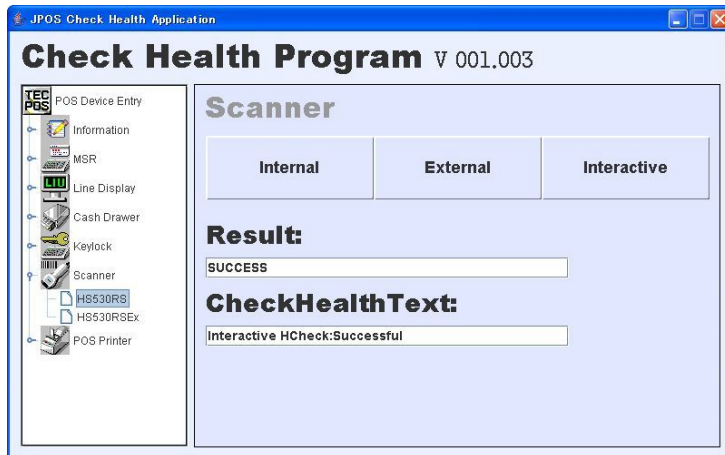 JPOS Check Health Application
Check Health Program V 001.003
TEC
POS
POS Device Entry
Information
MSR
LIU
Line Display
Cash Drawer
Keylock
Scanner
HS530RS
HS530RSEx
POS Printer
Scanner
Internal External Interactive
Result:
SUCCESS
CheckHealthText:
Interactive HCheck:Successful